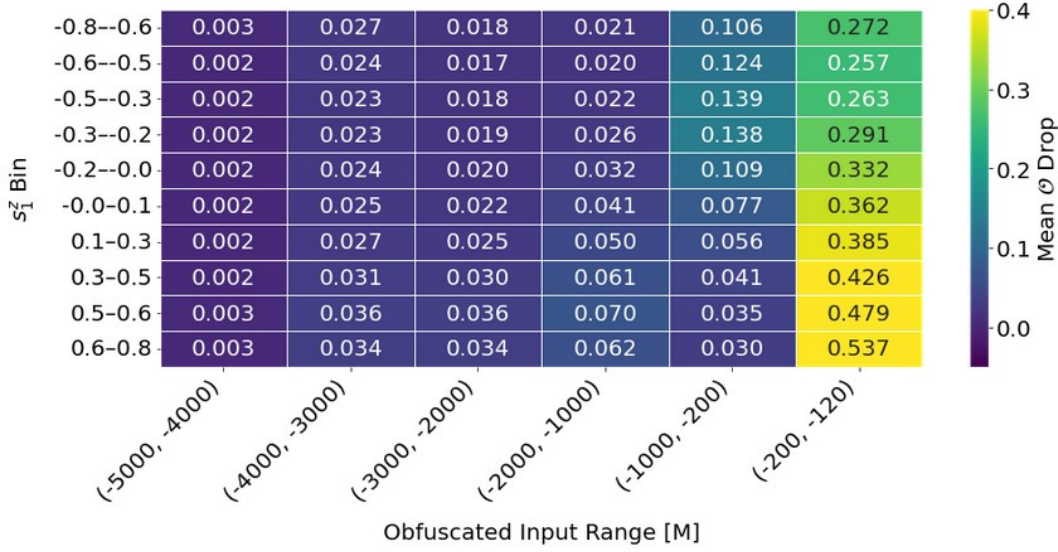 -0.8–-0.6 0.003 0.027 0.018 0.021 0.106 0.272
-0.6–-0.5 0.002 0.024 0.017 0.020 0.124 0.257
-0.5–-0.3 0.002 0.023 0.018 0.022 0.139 0.263
-0.3–-0.2 0.002 0.023 0.019 0.026 0.138 0.291
-0.2–-0.0 0.002 0.024 0.020 0.032 0.109 0.332
-0.0–0.1 0.002 0.025 0.022 0.041 0.077 0.362
0.1–0.3 0.002 0.027 0.025 0.050 0.056 0.385
0.3–0.5 0.002 0.031 0.030 0.061 0.041 0.426
0.5–0.6 0.003 0.036 0.036 0.070 0.035 0.479
0.6–0.8 0.003 0.034 0.034 0.062 0.030 0.537
s₁ᶻ Bin
(-5000, -4000) (-4000, -3000) (-3000, -2000) (-2000, -1000) (-1000, -200) (-200, -120)
Obfuscated Input Range [M]
0.4
0.3
0.2
0.1
0.0
Mean 𝒪 Drop